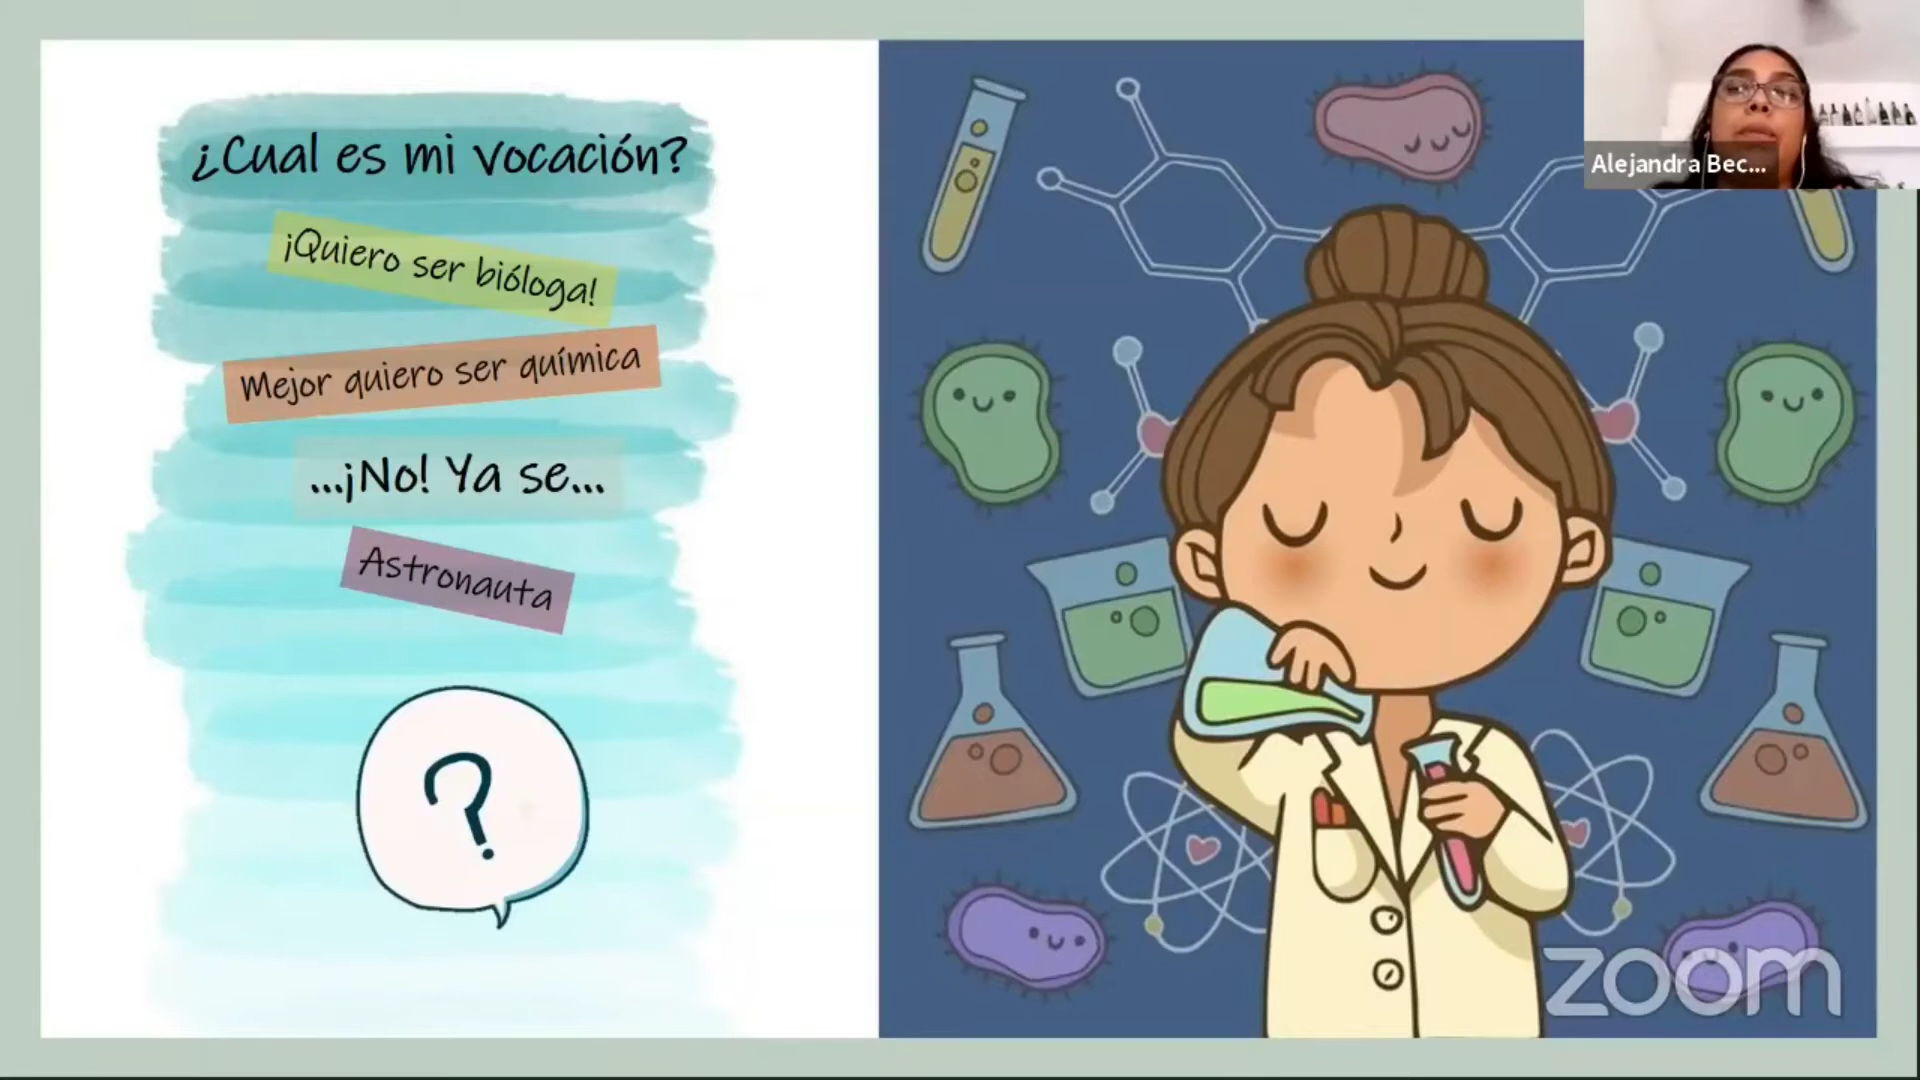 ¿Cual es mi vocación?
¡Quiero ser bióloga!
Mejor quiero ser química
...¡No! Ya se...
Astronauta
?
Alejandra Bec...
zoom